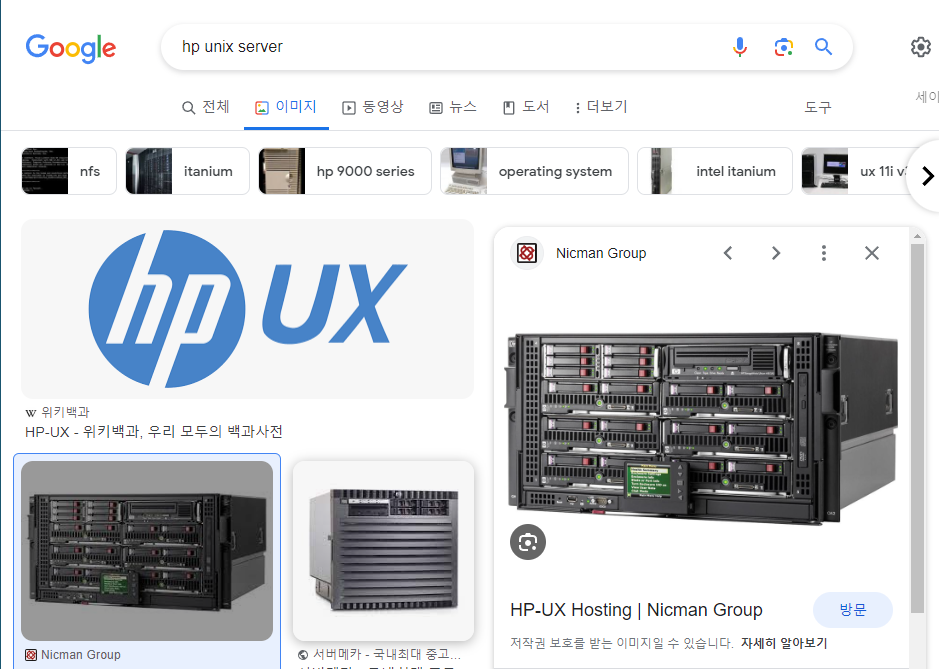 Google
hp unix server
전체
이미지
동영상
뉴스
도서
더보기
도구
세이
nfs
itanium
hp 9000 series
operating system
intel itanium
ux 11i v
hp UX
W 위키백과
HP-UX - 위키백과, 우리 모두의 백과사전
Nicman Group
서버메카 - 국내최대 중고...
Nicman Group
HP-UX Hosting | Nicman Group
방문
저작권 보호를 받는 이미지일 수 있습니다. 자세히 알아보기